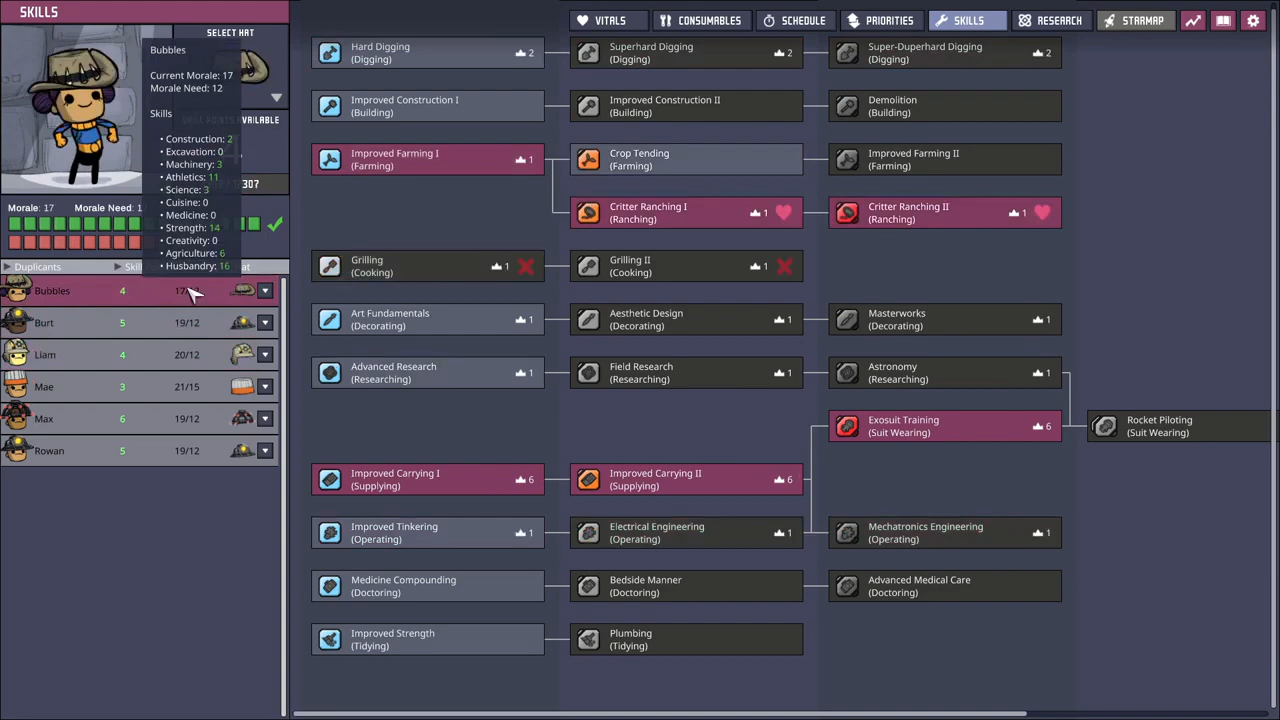 SKILLS
VITALS
CONSUMABLES
SCHEDULE
PRIORITIES
SKILLS
RESEARCH
STARMAP
SELECT HAT
Bubbles
Current Morale: 17
Morale Need: 12
Skills
• Construction: 2
• Excavation: 0
• Machinery: 3
• Athletics: 11
• Science: 3
• Cuisine: 0
• Medicine: 0
• Strength: 14
• Creativity: 0
• Agriculture: 6
• Husbandry: 16
AVAILABLE
307
Morale: 17
Morale Need: 1
Duplicants
Skil
at
Bubbles 4
Burt 5 19/12
Liam 4 20/12
Mae 3 21/15
Max 6 19/12
Rowan 5 19/12
Hard Digging
(Digging)
2
Superhard Digging
(Digging)
2
Super-Duperhard Digging
(Digging)
2
Improved Construction I
(Building)
Improved Construction II
(Building)
Demolition
(Building)
Improved Farming I
(Farming)
1
Crop Tending
(Farming)
Improved Farming II
(Farming)
Critter Ranching I
(Ranching)
1
Critter Ranching II
(Ranching)
1
Grilling
(Cooking)
1
Grilling II
(Cooking)
1
Art Fundamentals
(Decorating)
1
Aesthetic Design
(Decorating)
1
Masterworks
(Decorating)
1
Advanced Research
(Researching)
1
Field Research
(Researching)
1
Astronomy
(Researching)
1
Exosuit Training
(Suit Wearing)
6
Rocket Piloting
(Suit Wearing)
Improved Carrying I
(Supplying)
6
Improved Carrying II
(Supplying)
6
Improved Tinkering
(Operating)
1
Electrical Engineering
(Operating)
1
Mechatronics Engineering
(Operating)
1
Medicine Compounding
(Doctoring)
Bedside Manner
(Doctoring)
Advanced Medical Care
(Doctoring)
Improved Strength
(Tidying)
Plumbing
(Tidying)